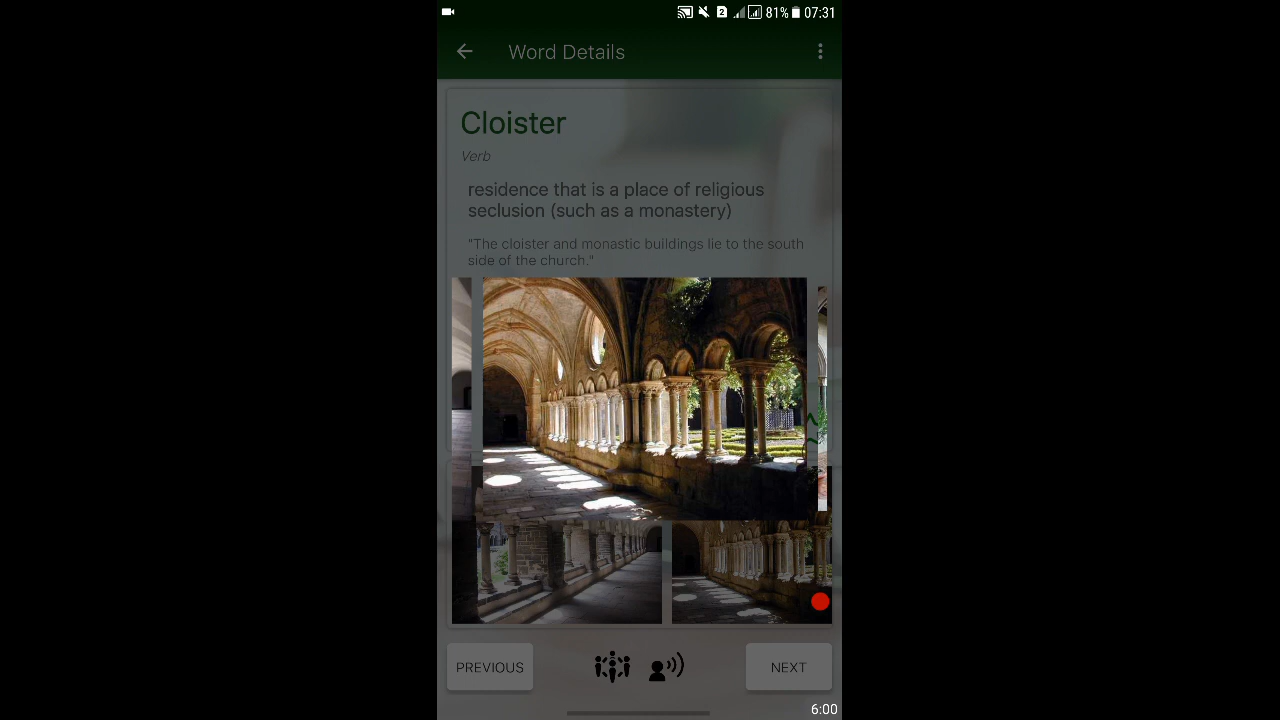 2 81% 07:31
Word Details
Cloister
Verb
residence that is a place of religious
seclusion (such as a monastery)
"The cloister and monastic buildings lie to the south
side of the church."
PREVIOUS
NEXT
6:00